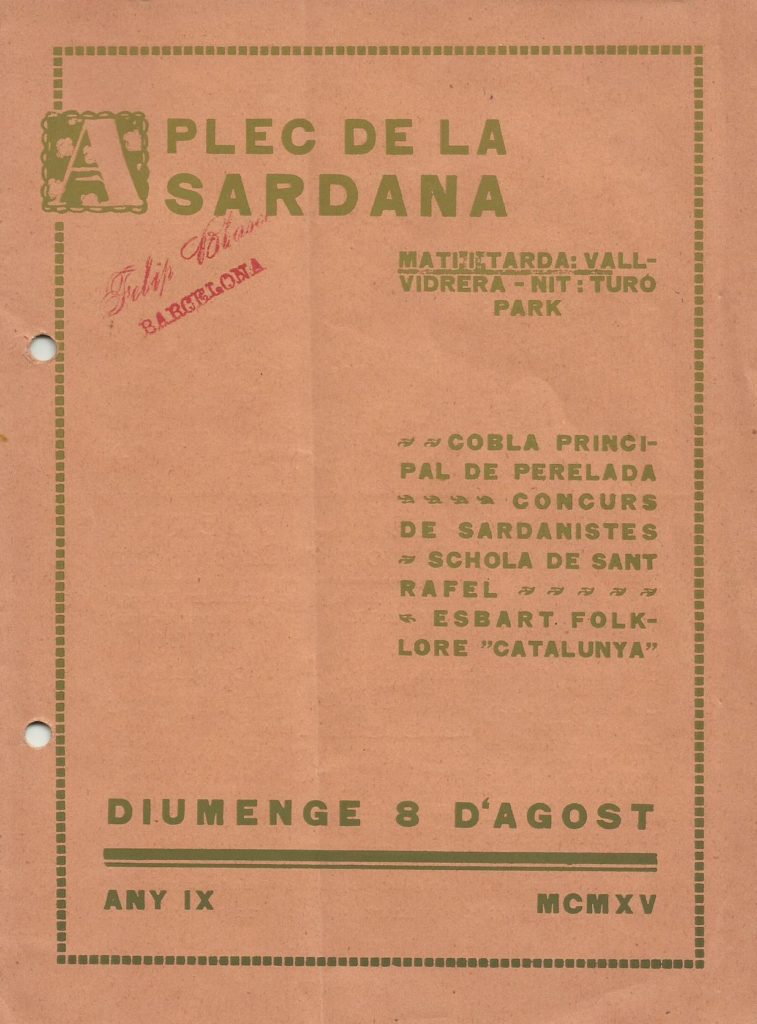 APLEC DE LA
SARDANA
Felip
BARCELONA
MATI I TARDA: VALL-
VIDRERA - NIT: TURÓ
PARK
COBLA PRINCI-
PAL DE PERELADA
CONCURS
DE SARDANISTES
SCHOLA DE SANT
RAFEL
ESBART FOLK-
LORE "CATALUNYA"
DIUMENGE 8 D'AGOST
ANY IX
MCMXV